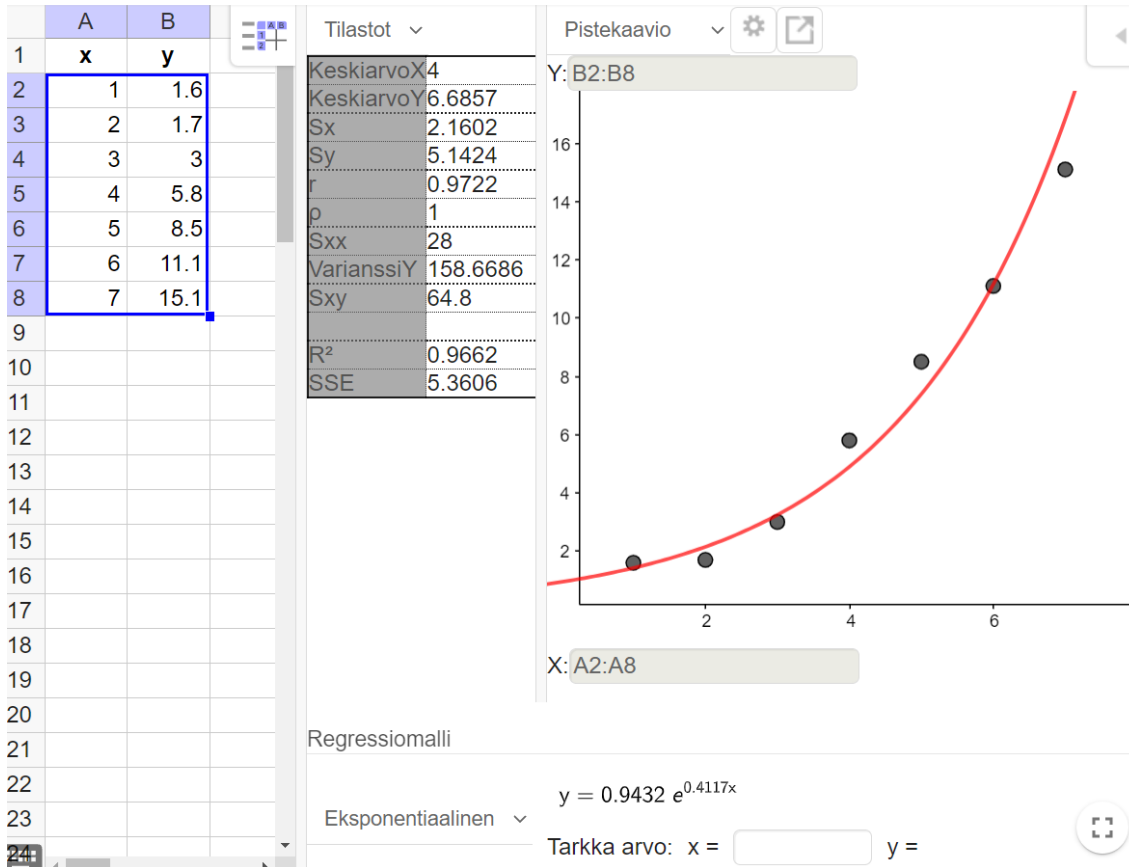 A B
1 x y
2 1 1.6
3 2 1.7
4 3 3
5 4 5.8
6 5 8.5
7 6 11.1
8 7 15.1
9
10
11
12
13
14
15
16
17
18
19
20
21
22
23
24
Tilastot
KeskiarvoX 4
KeskiarvoY 6.6857
Sx 2.1602
Sy 5.1424
r 0.9722
ρ 1
Sxx 28
VarianssiY 158.6686
Sxy 64.8
R² 0.9662
SSE 5.3606
Pistekaavio
Y: B2:B8
16
14
12
10
8
6
4
2
2 4 6
X: A2:A8
Regressiomalli
Eksponentiaalinen
y = 0.9432 e^0.4117x
Tarkka arvo: x = y =